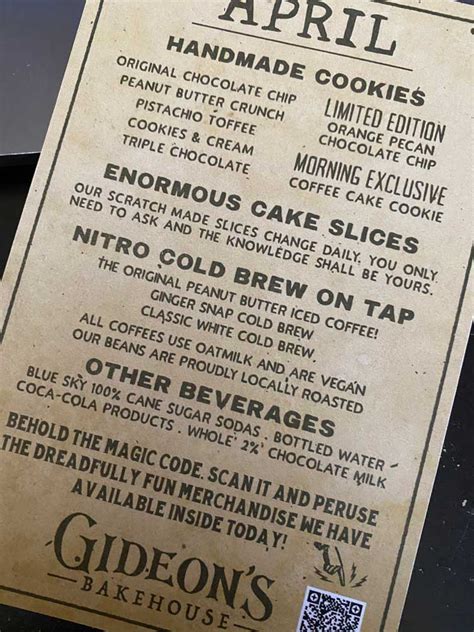 APRIL
HANDMADE COOKIES
ORIGINAL CHOCOLATE CHIP
PEANUT BUTTER CRUNCH
PISTACHIO TOFFEE
COOKIES & CREAM
TRIPLE CHOCOLATE
LIMITED EDITION
ORANGE PECAN
CHOCOLATE CHIP
MORNING EXCLUSIVE
COFFEE CAKE COOKIE
ENORMOUS CAKE SLICES
OUR SCRATCH MADE SLICES CHANGE DAILY. YOU ONLY
NEED TO ASK AND THE KNOWLEDGE SHALL BE YOURS.
NITRO COLD BREW ON TAP
THE ORIGINAL PEANUT BUTTER ICED COFFEE!
GINGER SNAP COLD BREW
CLASSIC WHITE COLD BREW
ALL COFFEES USE OATMILK AND ARE VEGAN
OUR BEANS ARE PROUDLY LOCALLY ROASTED
OTHER BEVERAGES
BLUE SKY 100% CANE SUGAR SODAS . BOTTLED WATER -
COCA-COLA PRODUCTS . WHOLE 2% CHOCOLATE MILK
BEHOLD THE MAGIC CODE. SCAN IT AND PERUSE
THE DREADFULLY FUN MERCHANDISE WE HAVE
AVAILABLE INSIDE TODAY!
GIDEON'S
BAKEHOUSE